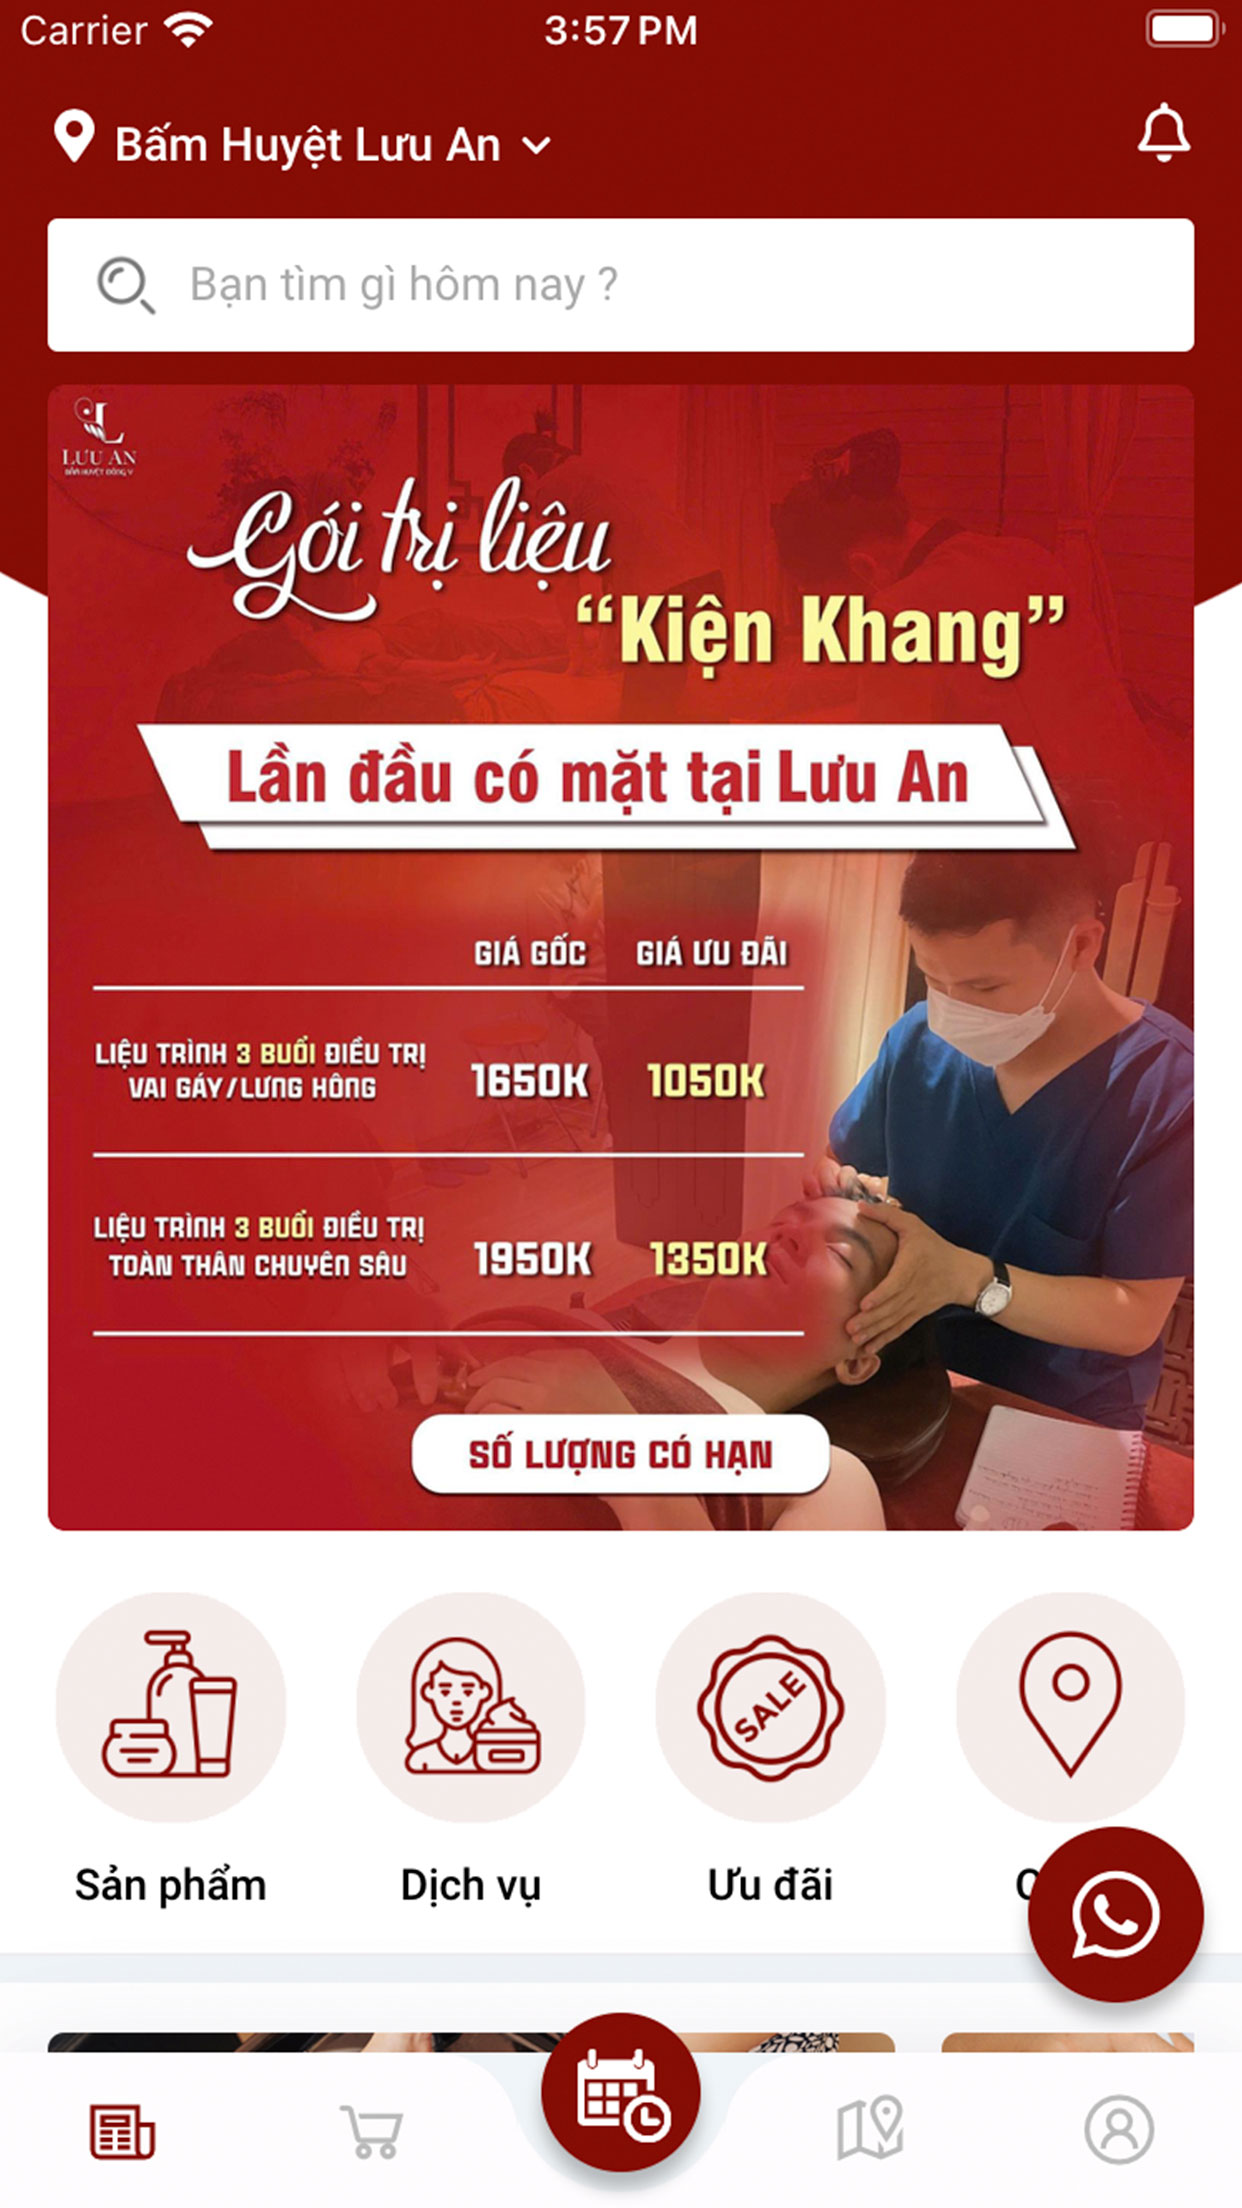 Carrier
3:57 PM
Bấm Huyệt Lưu An
Bạn tìm gì hôm nay ?
LƯU AN
BẤM HUYỆT ĐÔNG Y
Gói trị liệu
“Kiện Khang”
Lần đầu có mặt tại Lưu An
GIÁ GỐC GIÁ ƯU ĐÃI
LIỆU TRÌNH 3 BUỔI ĐIỀU TRỊ
VAI GÁY/LƯNG HÔNG
1650K 1050K
LIỆU TRÌNH 3 BUỔI ĐIỀU TRỊ
TOÀN THÂN CHUYÊN SÂU
1950K 1350K
SỐ LƯỢNG CÓ HẠN
SALE
Sản phẩm
Dịch vụ
Ưu đãi